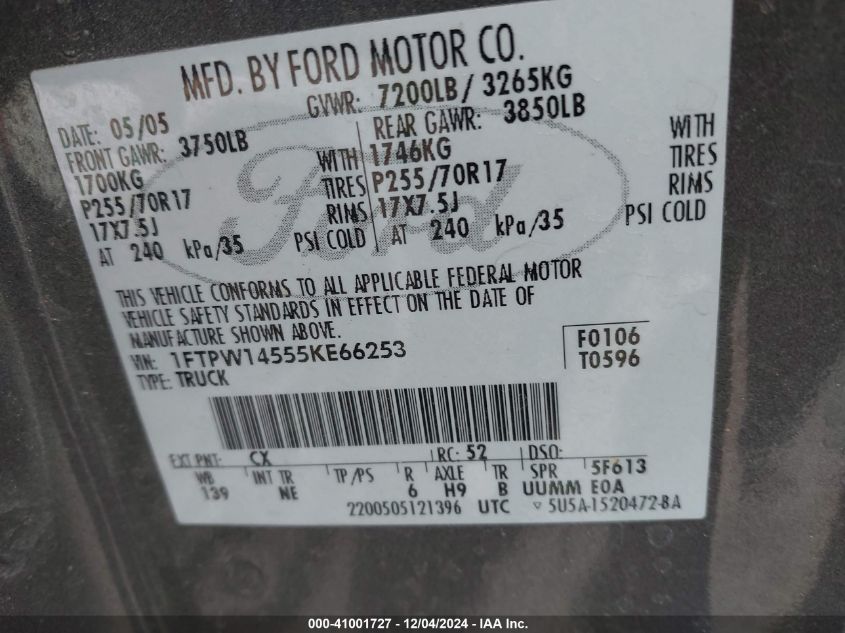 MFD. BY FORD MOTOR CO.
DATE: 05/05 GVWR: 7200LB/ 3265KG
FRONT GAWR: 3750LB REAR GAWR: 3850LB
1700KG WITH 1746KG WITH
P255/70R17 TIRES P255/70R17 TIRES
17X7.5J RIMS 17X7.5J RIMS
AT 240 kPa/35 PSI COLD AT 240 kPa/35 PSI COLD
Ford
THIS VEHICLE CONFORMS TO ALL APPLICABLE FEDERAL MOTOR
VEHICLE SAFETY STANDARDS IN EFFECT ON THE DATE OF
MANUFACTURE SHOWN ABOVE.
VIN: 1FTPW14555KE66253 F0106
TYPE: TRUCK T0596
EXT PNT: CX RC: 52 DSO:
WB INT TR TP/PS R AXLE TR SPR 5F613
139 NE 6 H9 B UUMM EOA
2200505121396 UTC ▽ 5U5A-1520472-BA
000-41001727 - 12/04/2024 - IAA Inc.